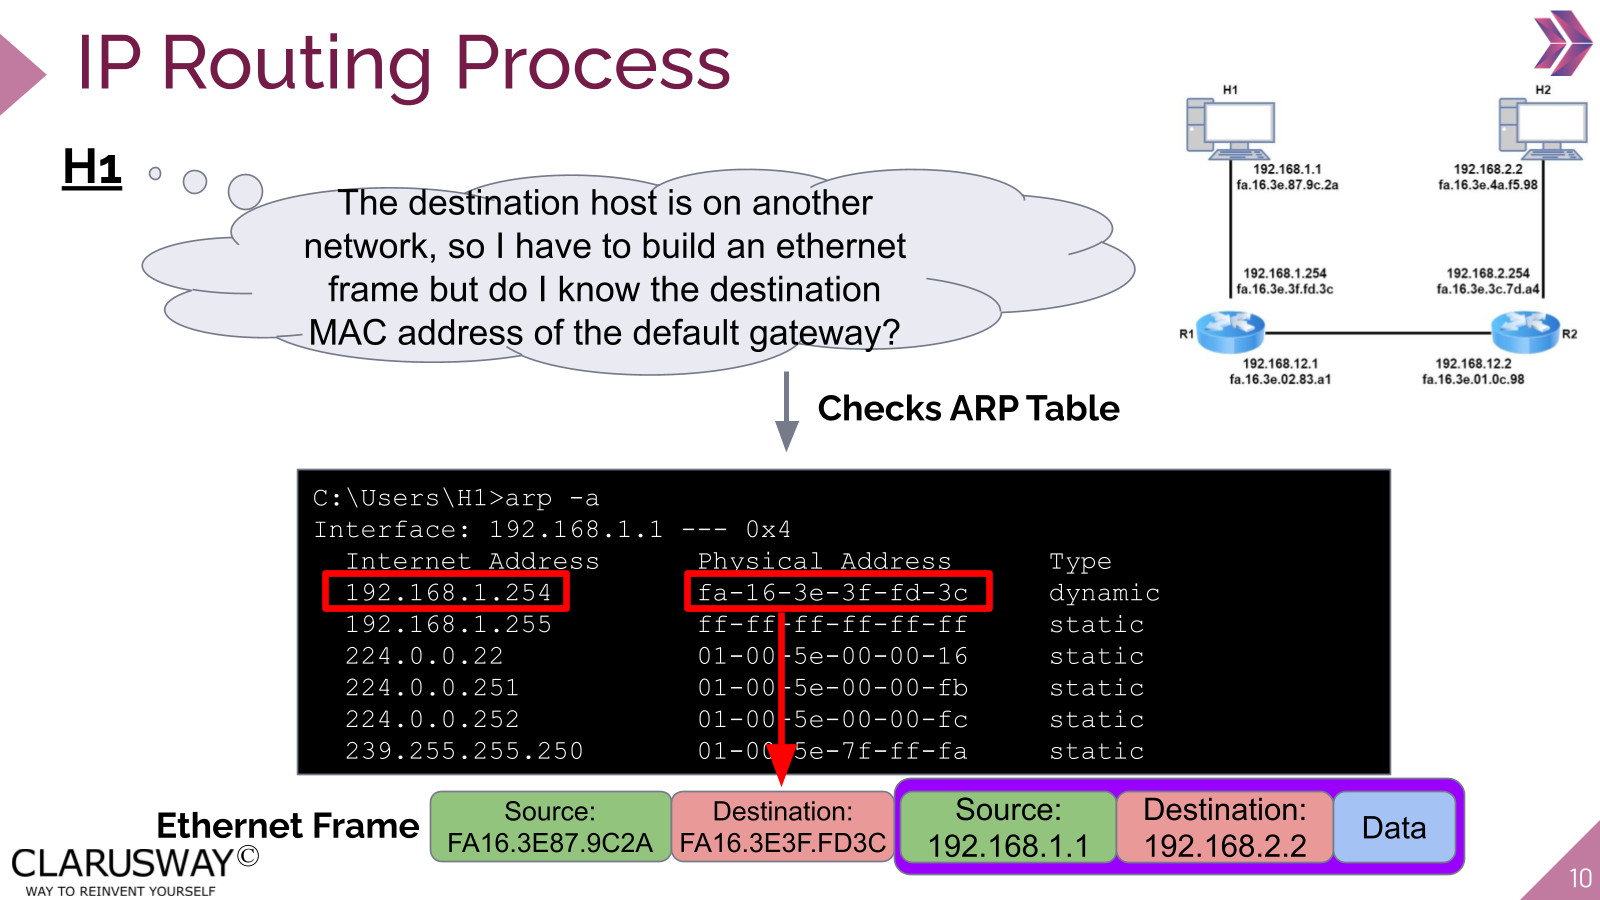 IP Routing Process
H1
The destination host is on another
network, so I have to build an ethernet
frame but do I know the destination
MAC address of the default gateway?
Checks ARP Table
H1
H2
192.168.1.1
fa.16.3e.87.9c.2a
192.168.2.2
fa.16.3e.4a.f5.98
192.168.1.254
fa.16.3e.3f.fd.3c
192.168.2.254
fa.16.3e.3c.7d.a4
R1
R2
192.168.12.1
fa.16.3e.02.83.a1
192.168.12.2
fa.16.3e.01.0c.98
C:\Users\H1>arp -a
Interface: 192.168.1.1 --- 0x4
Internet Address Physical Address Type
192.168.1.254 fa-16-3e-3f-fd-3c dynamic
192.168.1.255 ff-ff-ff-ff-ff-ff static
224.0.0.22 01-00-5e-00-00-16 static
224.0.0.251 01-00-5e-00-00-fb static
224.0.0.252 01-00-5e-00-00-fc static
239.255.255.250 01-00-5e-7f-ff-fa static
Ethernet Frame
Source:
FA16.3E87.9C2A
Destination:
FA16.3E3F.FD3C
Source:
192.168.1.1
Destination:
192.168.2.2
Data
CLARUSWAY©
WAY TO REINVENT YOURSELF
10